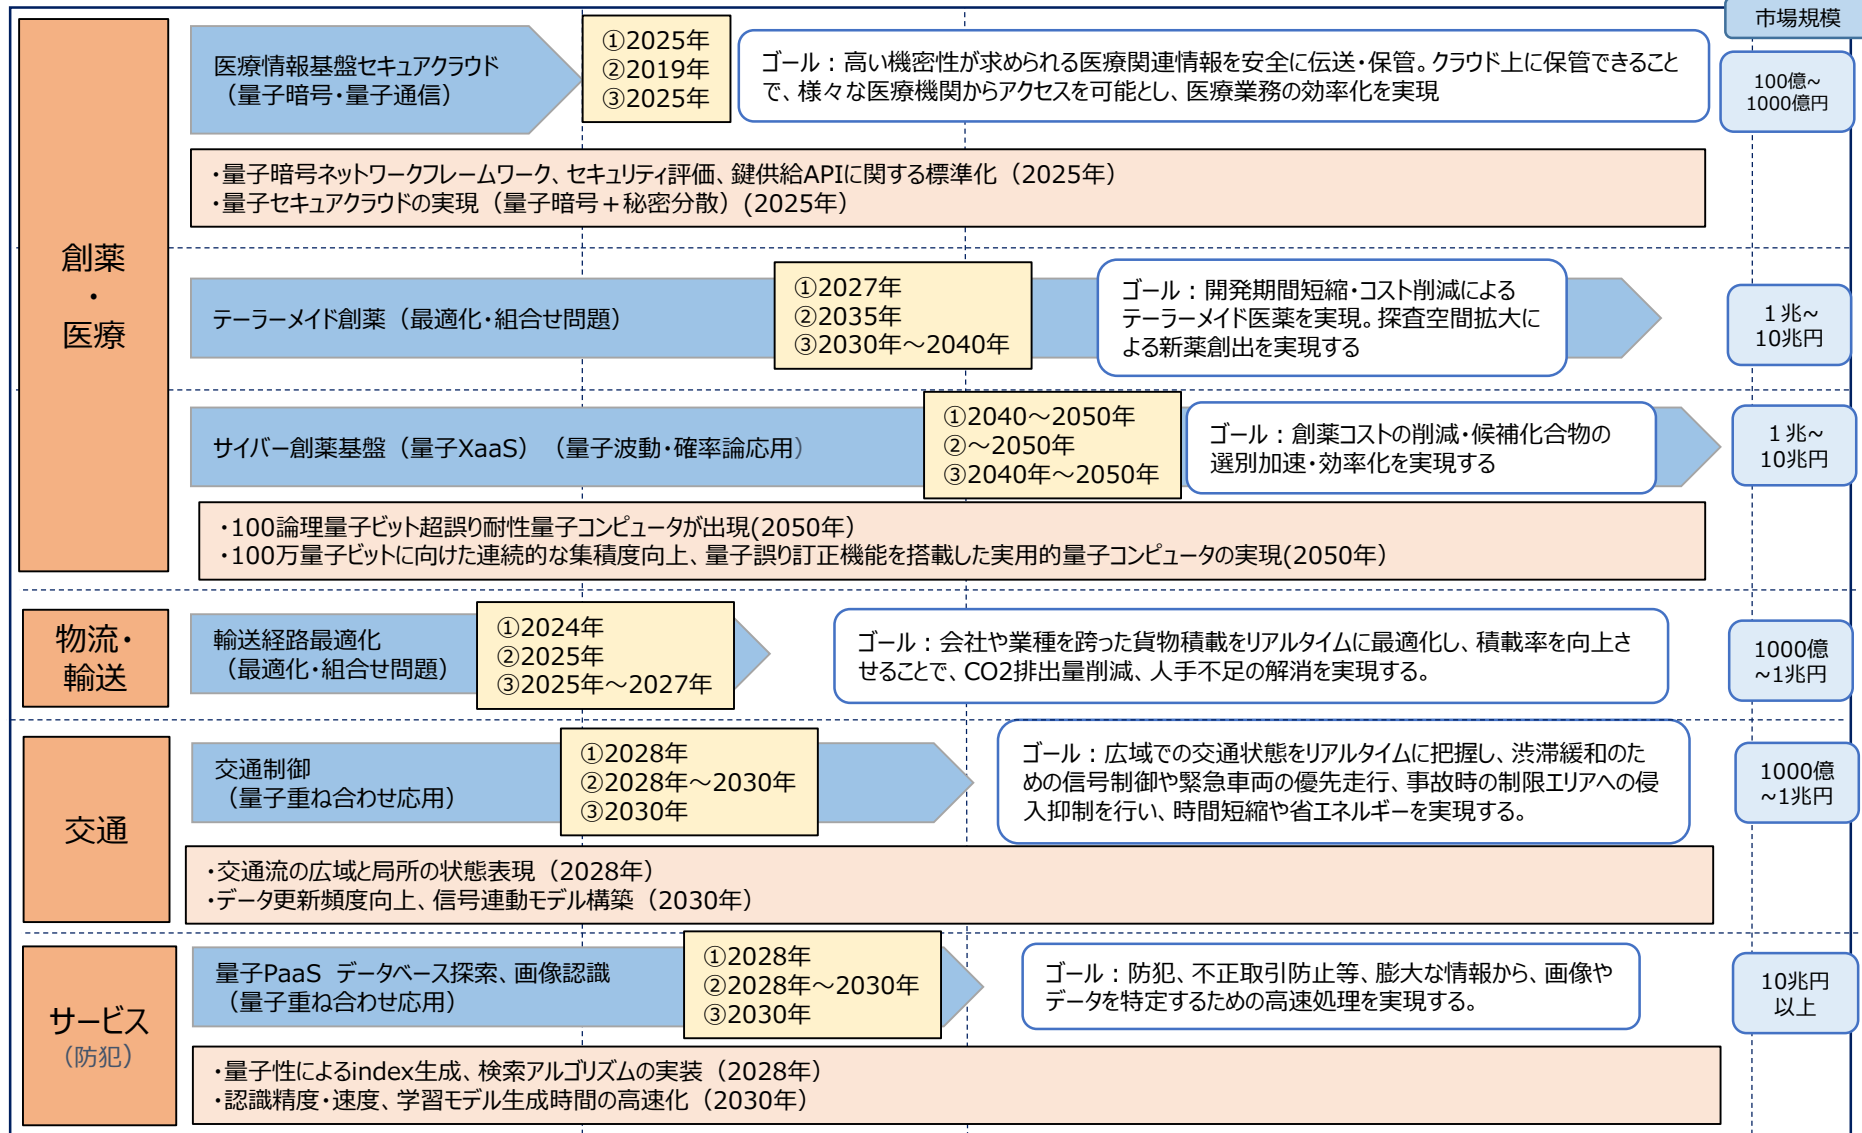 市場規模
創薬
・
医療
医療情報基盤セキュアクラウド
（量子暗号・量子通信）
①2025年
②2019年
③2025年
ゴール：高い機密性が求められる医療関連情報を安全に伝送・保管。クラウド上に保管できること
で、様々な医療機関からアクセスを可能とし、医療業務の効率化を実現
100億~
1000億円
・量子暗号ネットワークフレームワーク、セキュリティ評価、鍵供給APIに関する標準化（2025年）
・量子セキュアクラウドの実現（量子暗号＋秘密分散）(2025年）
テーラーメイド創薬（最適化・組合せ問題）
①2027年
②2035年
③2030年～2040年
ゴール：開発期間短縮・コスト削減による
テーラーメイド医薬を実現。探査空間拡大に
よる新薬創出を実現する
１兆~
10兆円
サイバー創薬基盤（量子XaaS）（量子波動・確率論応用）
①2040～2050年
②～2050年
③2040年～2050年
ゴール：創薬コストの削減・候補化合物の
選別加速・効率化を実現する
１兆~
10兆円
・100論理量子ビット超誤り耐性量子コンピュータが出現(2050年）
・100万量子ビットに向けた連続的な集積度向上、量子誤り訂正機能を搭載した実用的量子コンピュータの実現(2050年）
物流・
輸送
輸送経路最適化
（最適化・組合せ問題）
①2024年
②2025年
③2025年～2027年
ゴール：会社や業種を跨った貨物積載をリアルタイムに最適化し、積載率を向上さ
せることで、CO2排出量削減、人手不足の解消を実現する。
1000億
~1兆円
交通
交通制御
（量子重ね合わせ応用）
①2028年
②2028年～2030年
③2030年
ゴール：広域での交通状態をリアルタイムに把握し、渋滞緩和のた
めの信号制御や緊急車両の優先走行、事故時の制限エリアへの侵
入抑制を行い、時間短縮や省エネルギーを実現する。
1000億
~1兆円
・交通流の広域と局所の状態表現（2028年）
・データ更新頻度向上、信号連動モデル構築（2030年）
サービス
（防犯）
量子PaaS データベース探索、画像認識
（量子重ね合わせ応用）
①2028年
②2028年～2030年
③2030年
ゴール：防犯、不正取引防止等、膨大な情報から、画像や
データを特定するための高速処理を実現する。
10兆円
以上
・量子性によるindex生成、検索アルゴリズムの実装（2028年）
・認識精度・速度、学習モデル生成時間の高速化（2030年）